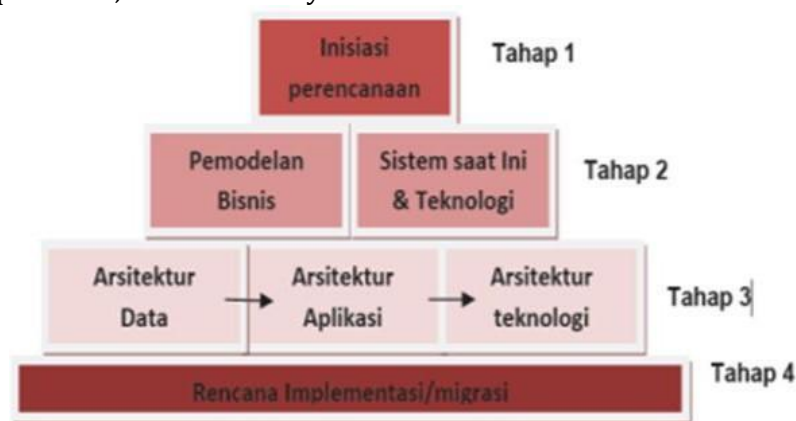 Inisiasi
perencanaan
Tahap 1
Pemodelan
Bisnis
Sistem saat Ini
& Teknologi
Tahap 2
Arsitektur
Data
Arsitektur
Aplikasi
Arsitektur
teknologi
Tahap 3
Rencana Implementasi/migrasi
Tahap 4